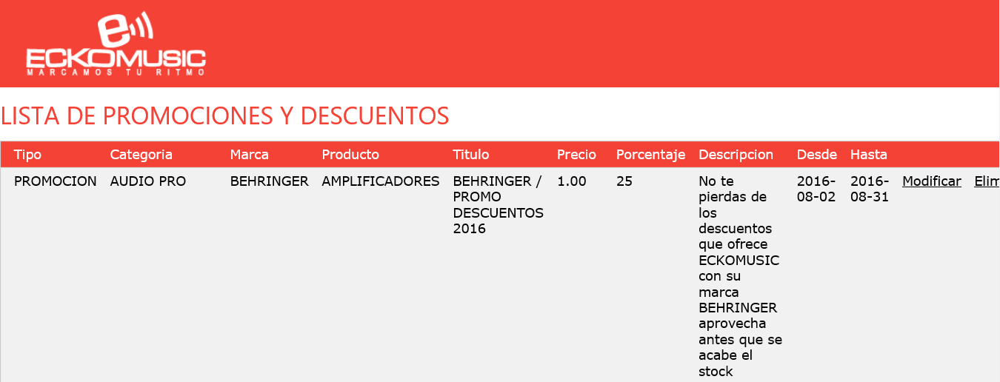 e
ECKOMUSIC
MARCAMOS TU RITMO
LISTA DE PROMOCIONES Y DESCUENTOS
Tipo Categoria Marca Producto Titulo Precio Porcentaje Descripcion Desde Hasta
PROMOCION AUDIO PRO BEHRINGER AMPLIFICADORES BEHRINGER / 1.00 25 No te 2016- 2016- Modificar Elim
PROMO pierdas de 08-02 08-31
DESCUENTOS los
2016 descuentos
que ofrece
ECKOMUSIC
con su
marca
BEHRINGER
aprovecha
antes que se
acabe el
stock